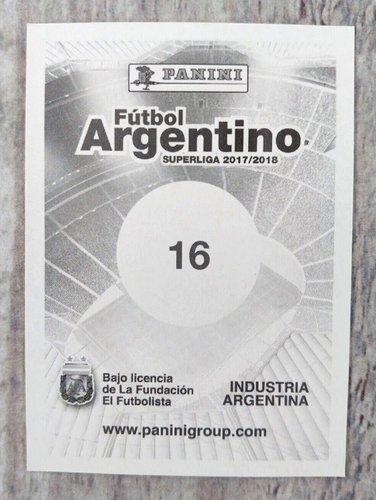 PANINI
Fútbol
Argentino
SUPERLIGA 2017/2018
16
Bajo licencia
de La Fundación
El Futbolista
INDUSTRIA
ARGENTINA
www.paninigroup.com